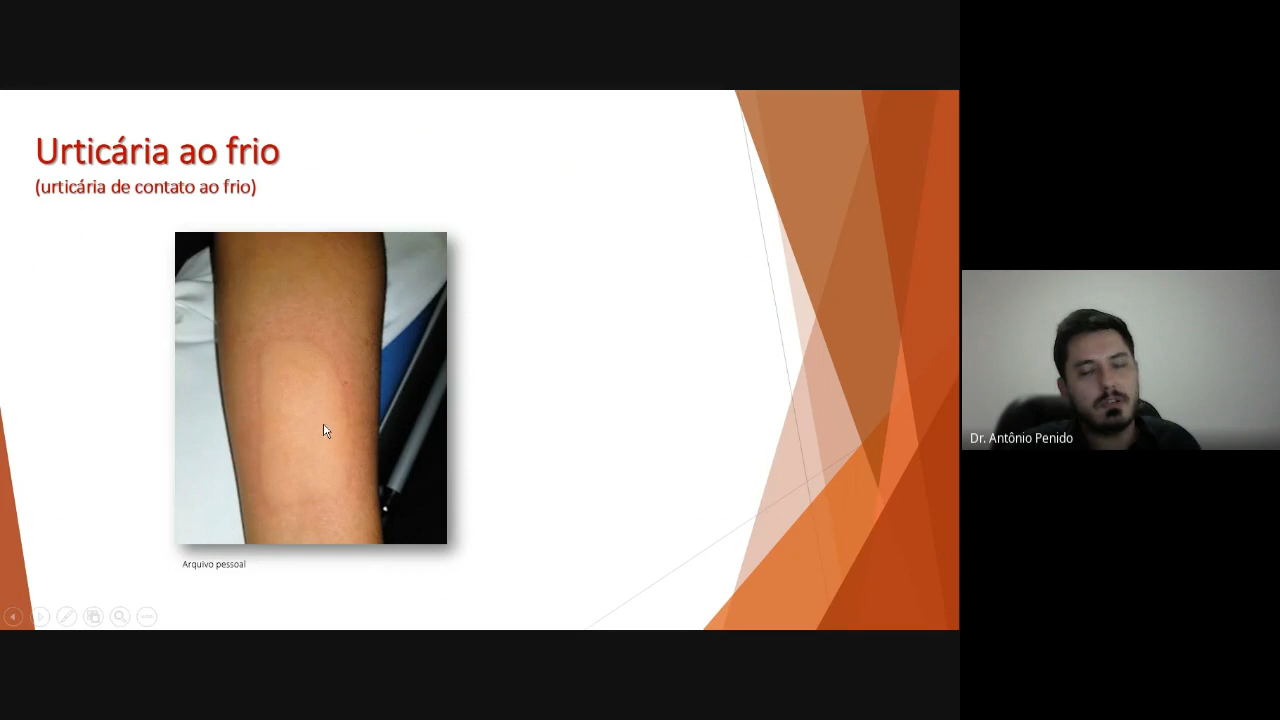 Urticária ao frio
(urticária de contato ao frio)
Arquivo pessoal
Dr. Antônio Penido